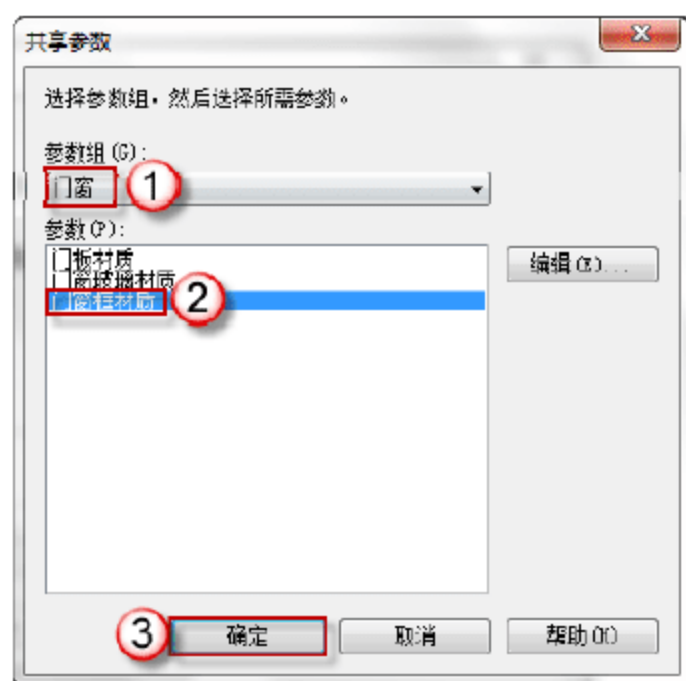 共享参数
选择参数组，然后选择所需参数。
参数组(G):
门窗 1
参数(P):
门板材质
门窗玻璃材质
门窗框材质 2
编辑(E)...
3 确定 取消 帮助(H)